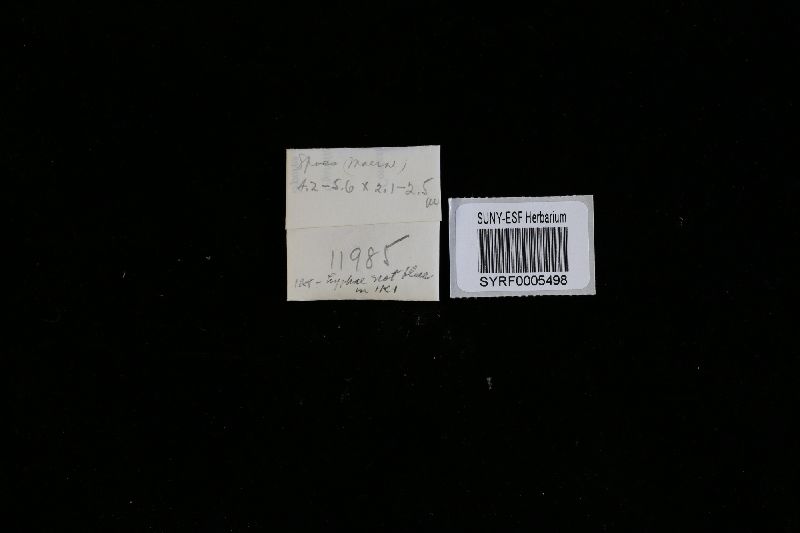 Spores
4.2-5.6 x 2.1-2.5
11985
Hyphae not blue
in IKI
SUNY-ESF Herbarium
SYRF0005498